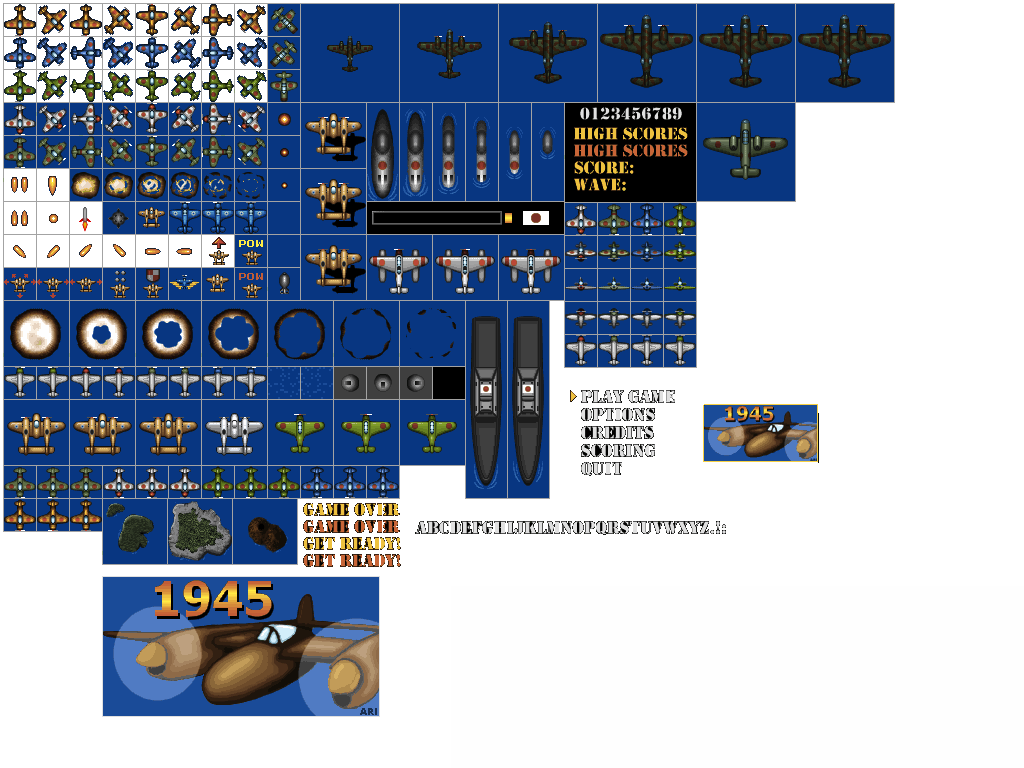 0123456789
HIGH SCORES
HIGH SCORES
SCORE:
WAVE:
POW
POW
PLAY GAME
OPTIONS
CREDITS
SCORING
QUIT
1945
GAME OVER
GAME OVER
GET READY!
GET READY!
ABCDEFGHIJKLMNOPQRSTUVWXYZ.!:
1945
ARI